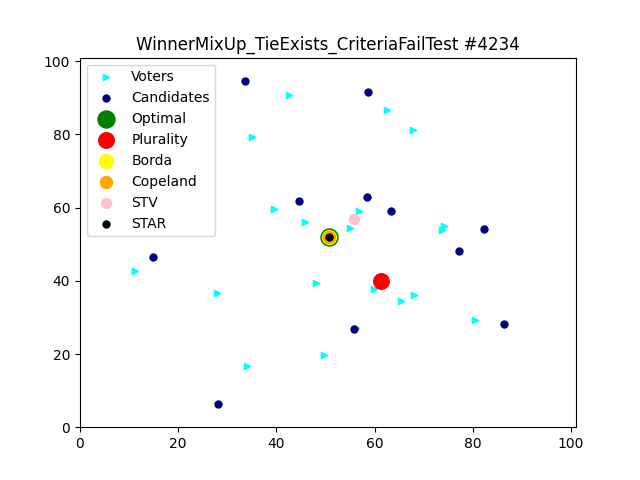 WinnerMixUp_TieExists_CriteriaFailTest #4234
100
80
60
40
20
0
Voters
Candidates
Optimal
Plurality
Borda
Copeland
STV
STAR
0 20 40 60 80 100